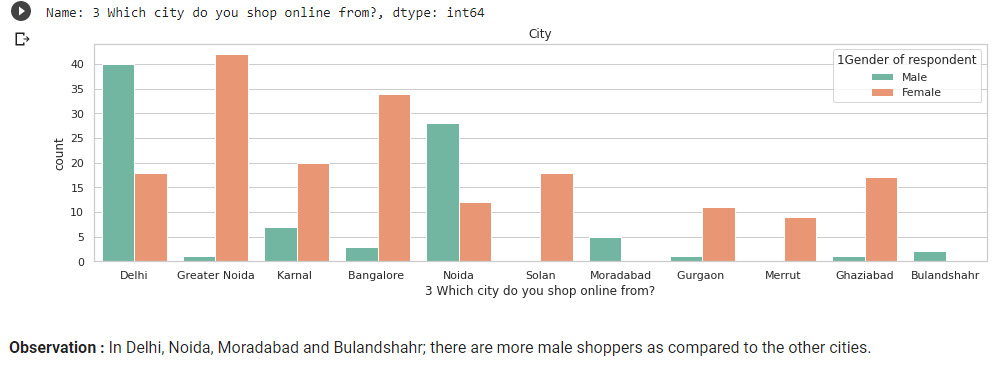 Name: 3 Which city do you shop online from?, dtype: int64
City
1Gender of respondent
Male
Female
count
40
35
30
25
20
15
10
5
0
Delhi Greater Noida Karnal Bangalore Noida Solan Moradabad Gurgaon Merrut Ghaziabad Bulandshahr
3 Which city do you shop online from?
Observation : In Delhi, Noida, Moradabad and Bulandshahr; there are more male shoppers as compared to the other cities.